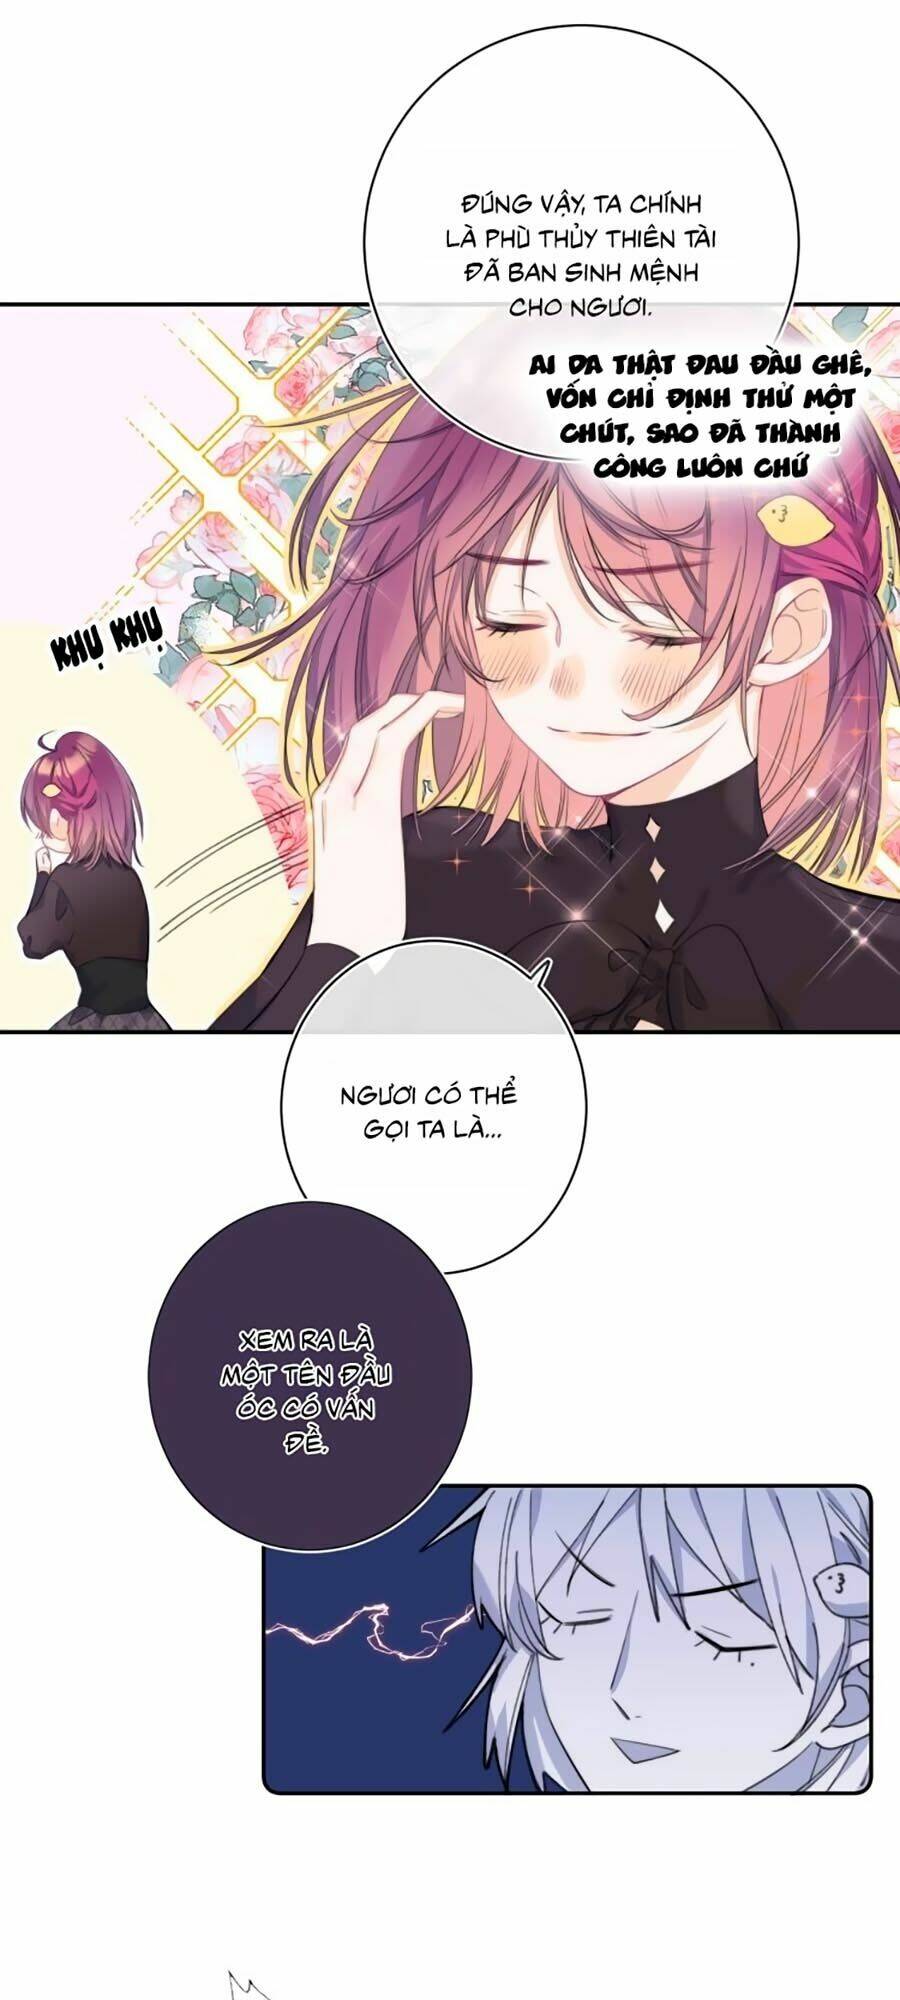 ĐÚNG VẬY, TA CHÍNH
LÀ PHÙ THỦY THIÊN TÀI
ĐÃ BAN SINH MỆNH
CHO NGƯƠI.
AI DA THẬT ĐAU ĐẦU GHÊ,
VỐN CHỈ ĐỊNH THỬ MỘT
CHÚT, SAO ĐÃ THÀNH
CÔNG LUÔN CHỨ
KHỤ KHỤ
NGƯƠI CÓ THỂ
GỌI TA LÀ...
XEM RA LÀ
MỘT TÊN ĐẦU
ÓC CÓ VẤN
ĐỀ.